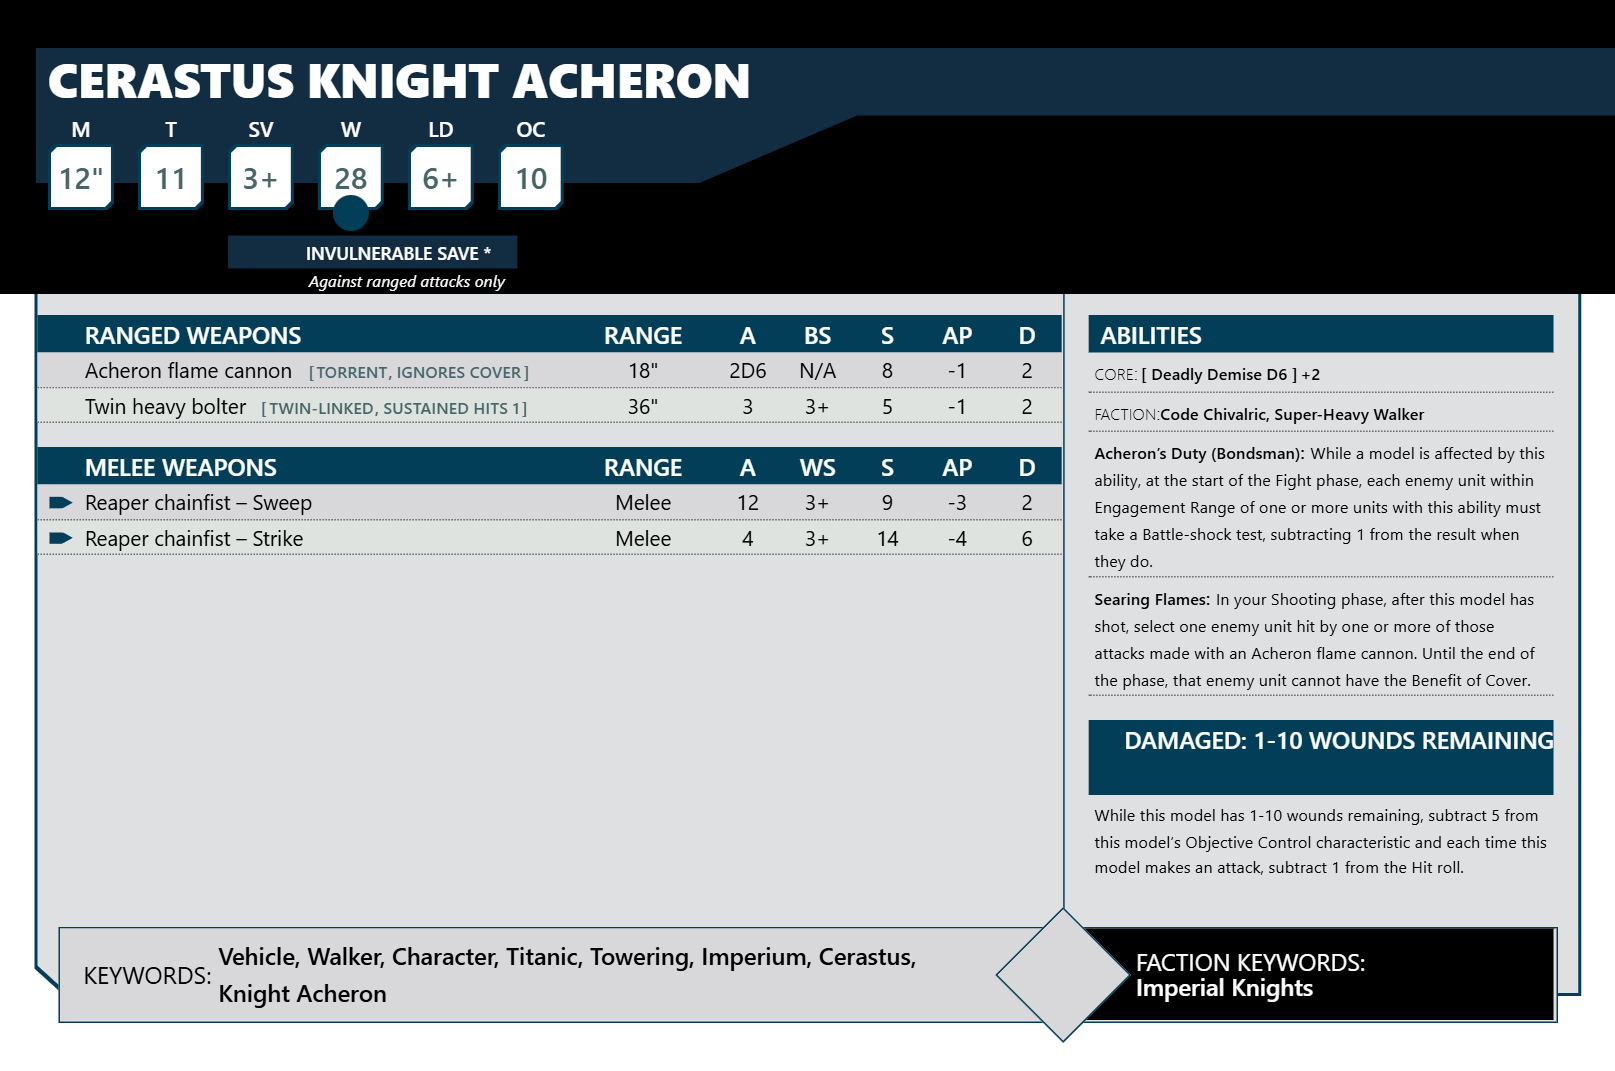 CERASTUS KNIGHT ACHERON
M T SV W LD OC
12" 11 3+ 28 6+ 10
INVULNERABLE SAVE *
Against ranged attacks only
RANGED WEAPONS RANGE A BS S AP D
Acheron flame cannon [TORRENT, IGNORES COVER] 18" 2D6 N/A 8 -1 2
Twin heavy bolter [TWIN-LINKED, SUSTAINED HITS 1] 36" 3 3+ 5 -1 2
MELEE WEAPONS RANGE A WS S AP D
Reaper chainfist – Sweep Melee 12 3+ 9 -3 2
Reaper chainfist – Strike Melee 4 3+ 14 -4 6
ABILITIES
CORE: [ Deadly Demise D6 ] +2
FACTION:Code Chivalric, Super-Heavy Walker
Acheron’s Duty (Bondsman): While a model is affected by this
ability, at the start of the Fight phase, each enemy unit within
Engagement Range of one or more units with this ability must
take a Battle-shock test, subtracting 1 from the result when
they do.
Searing Flames: In your Shooting phase, after this model has
shot, select one enemy unit hit by one or more of those
attacks made with an Acheron flame cannon. Until the end of
the phase, that enemy unit cannot have the Benefit of Cover.
DAMAGED: 1-10 WOUNDS REMAINING
While this model has 1-10 wounds remaining, subtract 5 from
this model’s Objective Control characteristic and each time this
model makes an attack, subtract 1 from the Hit roll.
KEYWORDS: Vehicle, Walker, Character, Titanic, Towering, Imperium, Cerastus,
Knight Acheron
FACTION KEYWORDS:
Imperial Knights